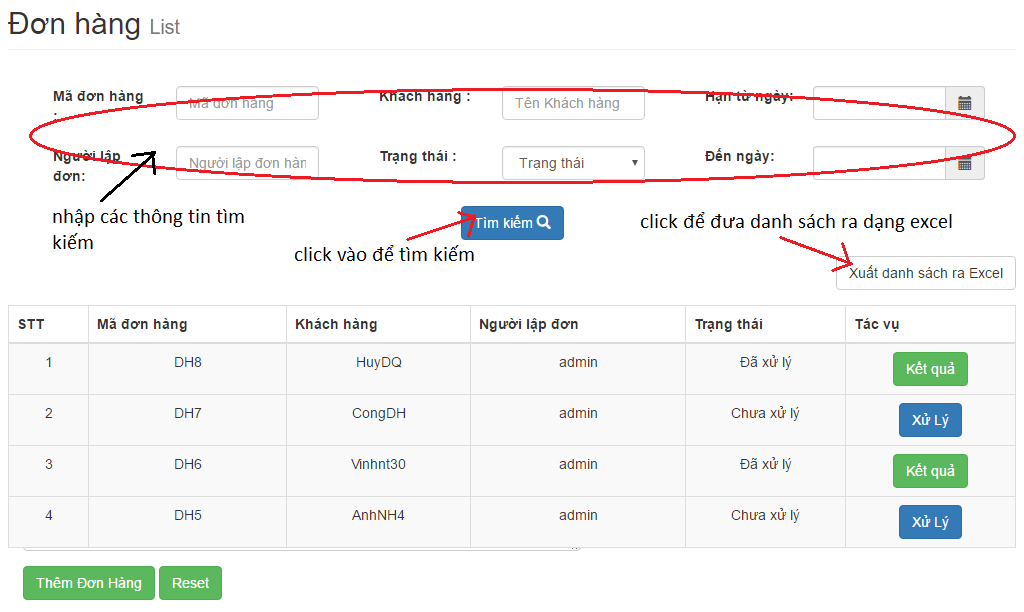 Đơn hàng List
Mã đơn hàng : Mã đơn hàng Khách hàng : Tên Khách hàng Hạn từ ngày:
Người lập đơn: Người lập đơn hàn Trạng thái : Trạng thái Đến ngày:
nhập các thông tin tìm kiếm
Tìm kiếm
click vào để tìm kiếm
click để đưa danh sách ra dạng excel
Xuất danh sách ra Excel
STT Mã đơn hàng Khách hàng Người lập đơn Trạng thái Tác vụ
1 DH8 HuyDQ admin Đã xử lý Kết quả
2 DH7 CongDH admin Chưa xử lý Xử Lý
3 DH6 Vinhnt30 admin Đã xử lý Kết quả
4 DH5 AnhNH4 admin Chưa xử lý Xử Lý
Thêm Đơn Hàng Reset